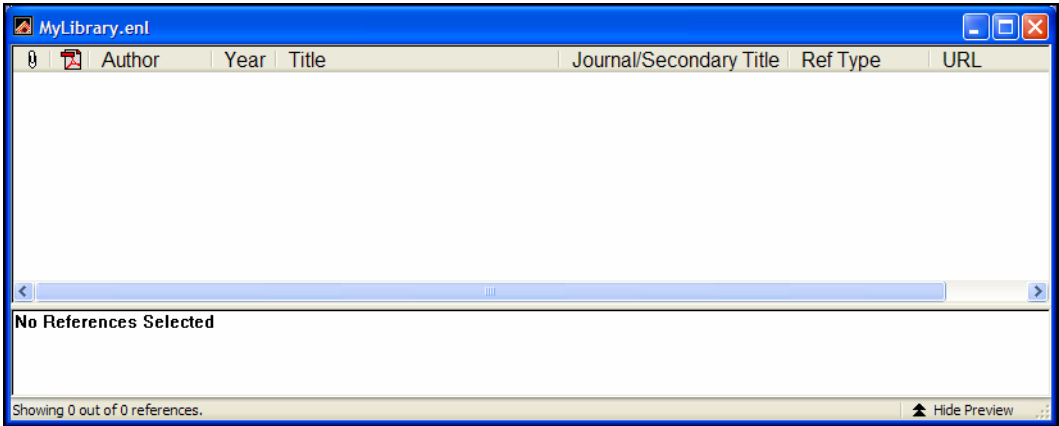 MyLibrary.enl
Author Year Title Journal/Secondary Title Ref Type URL
No References Selected
Showing 0 out of 0 references. Hide Preview